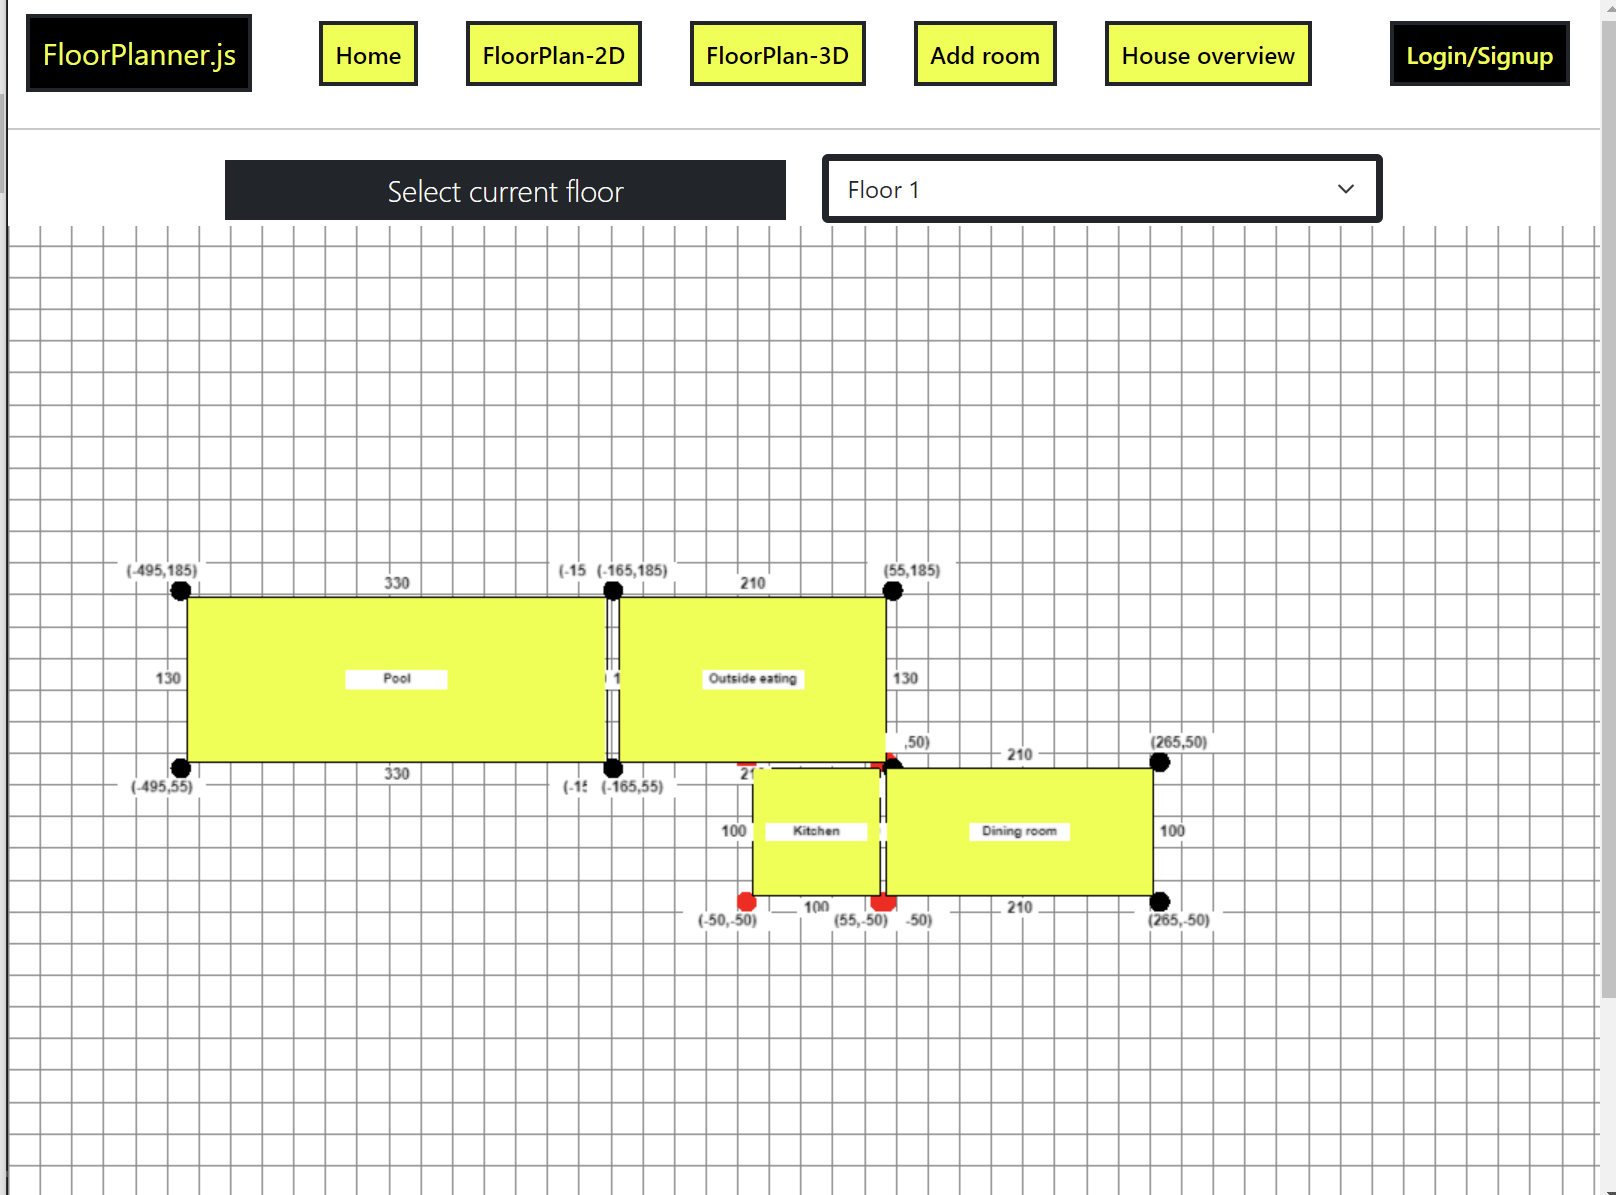 FloorPlanner.js
Home
FloorPlan-2D
FloorPlan-3D
Add room
House overview
Login/Signup
Select current floor
Floor 1
(-495,185)
330
(-15
(-165,185)
210
(55,185)
130
Pool
1
Outside eating
130
,50)
210
(265,50)
(-495,55)
330
(-15
(-165,55)
21
100
Kitchen
Dining room
100
(-50,-50)
100
(55,-50)
-50)
210
(265,-50)